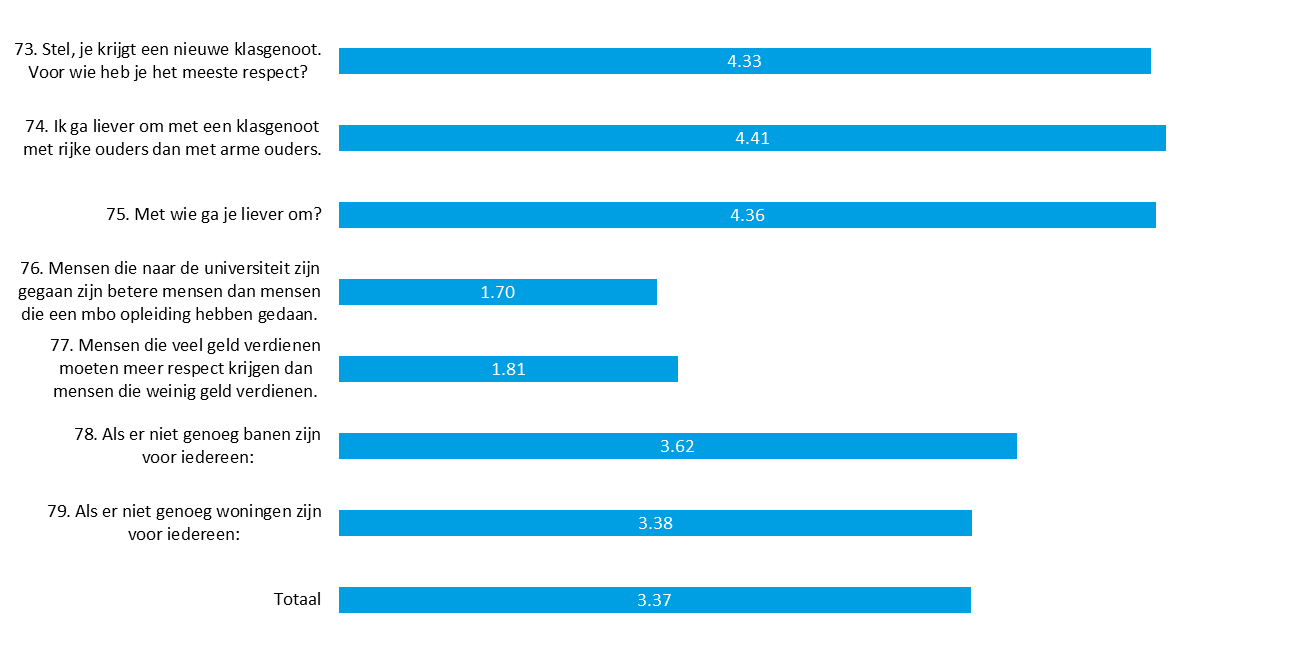 73. Stel, je krijgt een nieuwe klasgenoot.
Voor wie heb je het meeste respect?
4.33
74. Ik ga liever om met een klasgenoot
met rijke ouders dan met arme ouders.
4.41
75. Met wie ga je liever om?
4.36
76. Mensen die naar de universiteit zijn
gegaan zijn betere mensen dan mensen
die een mbo opleiding hebben gedaan.
1.70
77. Mensen die veel geld verdienen
moeten meer respect krijgen dan
mensen die weinig geld verdienen.
1.81
78. Als er niet genoeg banen zijn
voor iedereen:
3.62
79. Als er niet genoeg woningen zijn
voor iedereen:
3.38
Totaal
3.37